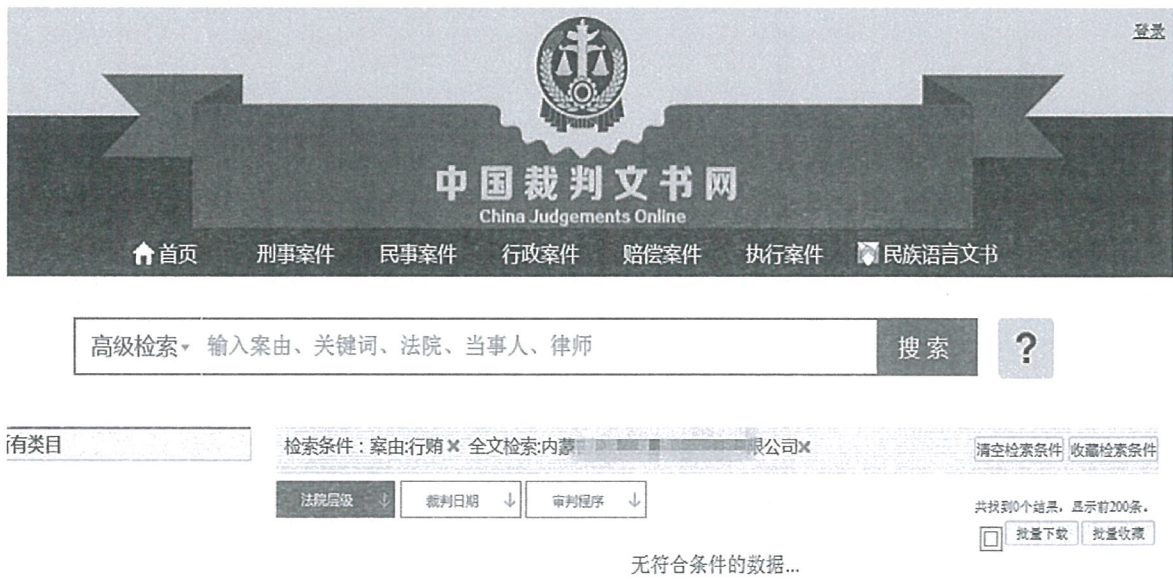 登录
中国裁判文书网
China Judgements Online
首页 刑事案件 民事案件 行政案件 赔偿案件 执行案件 民族语言文书
高级检索 输入案由、关键词、法院、当事人、律师 搜索 ?
有类目 检索条件：案由:行贿× 全文检索:内蒙 限公司× 清空检索条件 收藏检索条件
法院层级↓ 裁判日期↓ 审判程序↓
共找到0个结果，显示前200条。
批量下载 批量收藏
无符合条件的数据...